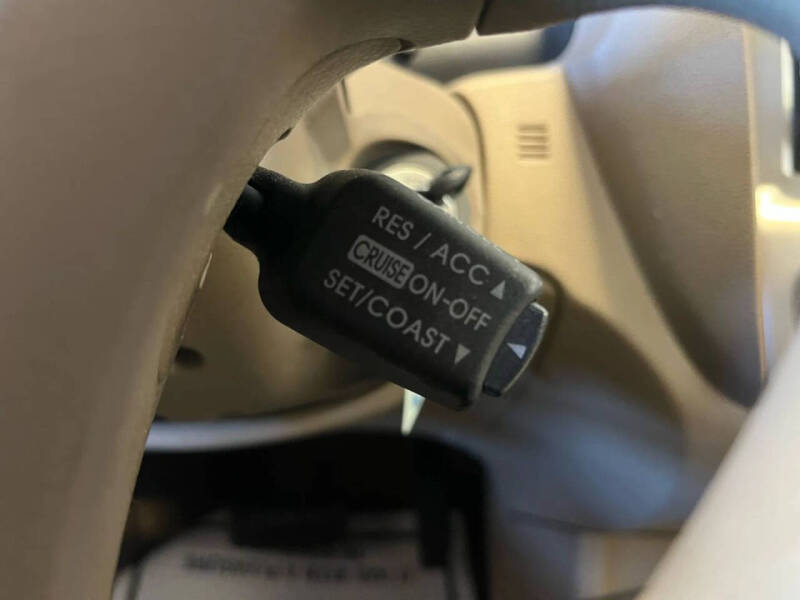 RES / ACC ▲
CRUISE ON-OFF
SET/COAST ▼